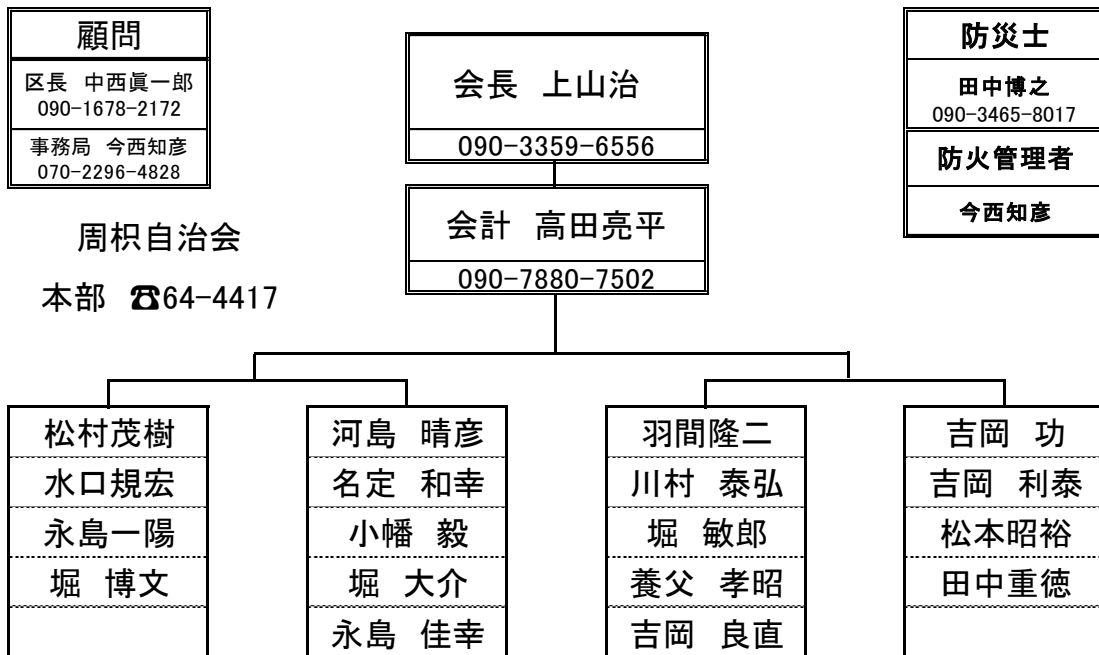 顧問
区長 中西眞一郎
090-1678-2172
事務局 今西知彦
070-2296-4828
会長 上山治
090-3359-6556
会計 高田亮平
090-7880-7502
防災士
田中博之
090-3465-8017
防火管理者
今西知彦
周枳自治会
本部 ☎64-4417
松村茂樹
水口規宏
永島一陽
堀 博文
河島 晴彦
名定 和幸
小幡 毅
堀 大介
永島 佳幸
羽間隆二
川村 泰弘
堀 敏郎
養父 孝昭
吉岡 良直
吉岡 功
吉岡 利泰
松本昭裕
田中重徳